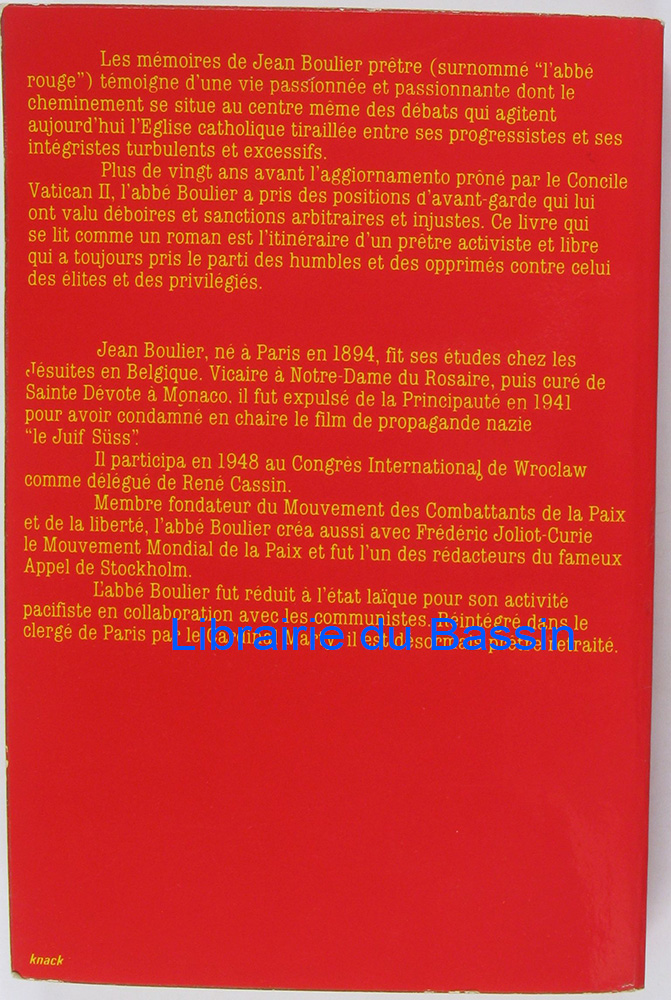 Les mémoires de Jean Boulier prêtre (surnommé “l’abbé
rouge”) témoigne d’une vie passionnée et passionnante dont le
cheminement se situe au centre même des débats qui agitent
aujourd’hui l’Eglise catholique tiraillée entre ses progressistes et ses
intégristes turbulents et excessifs.
Plus de vingt ans avant l’aggiornamento prôné par le Concile
Vatican II, l’abbé Boulier a pris des positions d’avant-garde qui lui
ont valu déboires et sanctions arbitraires et injustes. Ce livre qui
se lit comme un roman est l’itinéraire d’un prêtre activiste et libre
qui a toujours pris le parti des humbles et des opprimés contre celui
des élites et des privilégiés.
Jean Boulier, né à Paris en 1894, fit ses études chez les
Jésuites en Belgique. Vicaire à Notre-Dame du Rosaire, puis curé de
Sainte Dévote à Monaco, il fut expulsé de la Principauté en 1941
pour avoir condamné en chaire le film de propagande nazie
“le Juif Süss”.
Il participa en 1948 au Congrès International de Wroclaw
comme délégué de René Cassin.
Membre fondateur du Mouvement des Combattants de la Paix
et de la liberté, l’abbé Boulier créa aussi avec Frédéric Joliot-Curie
le Mouvement Mondial de la Paix et fut l’un des rédacteurs du fameux
Appel de Stockholm.
L’abbé Boulier fut réduit à l’état laïque pour son activité
pacifiste en collaboration avec les communistes. Réintégré dans le
clergé de Paris par le Cardinal Marty, il est désormais prêtre retraité.
Librairie du Bassin
knack